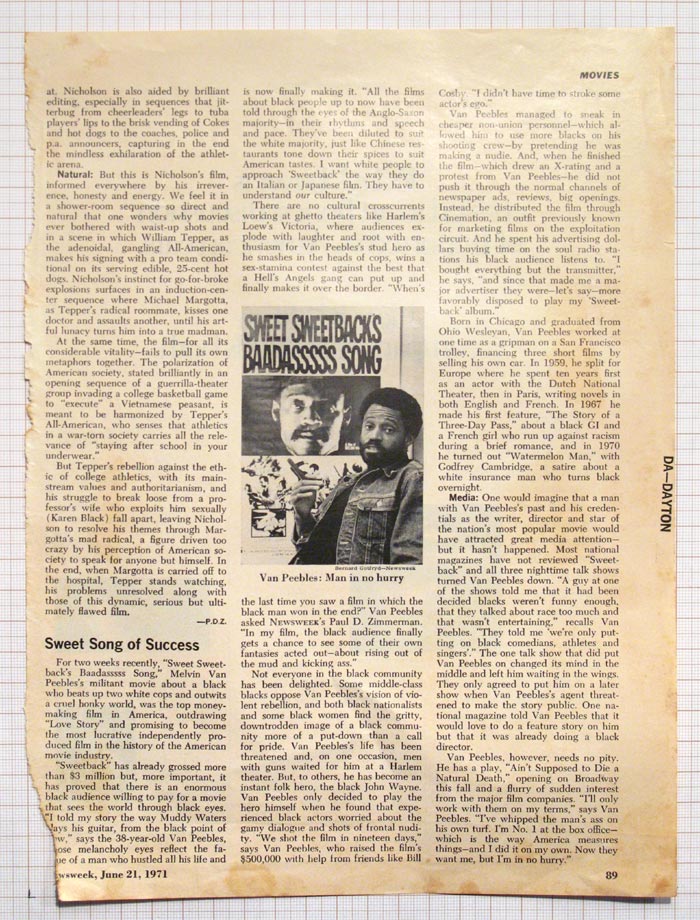 MOVIES
at. Nicholson is also aided by brilliant
editing, especially in sequences that jit-
terbug from cheerleaders' legs to tuba
players' lips to the brisk vending of Cokes
and hot dogs to the coaches, police and
p.a. announcers, capturing in the end
the mindless exhilaration of the athlet-
ic arena.
Natural: But this is Nicholson's film,
informed everywhere by his irrever-
ence, honesty and energy. We feel it in
a shower-room sequence so direct and
natural that one wonders why movies
ever bothered with waist-up shots and
in a scene in which William Tepper, as
the adenoidal, gangling All-American,
makes his signing with a pro team condi-
tional on its serving edible, 25-cent hot
dogs. Nicholson's instinct for go-for-broke
explosions surfaces in an induction-cen-
ter sequence where Michael Margotta,
as Tepper's radical roommate, kisses one
doctor and assaults another, until his art-
ful lunacy turns him into a true madman.
At the same time, the film—for all its
considerable vitality—fails to pull its own
metaphors together. The polarization of
American society, stated brilliantly in an
opening sequence of a guerrilla-theater
group invading a college basketball game
to "execute" a Vietnamese peasant, is
meant to be harmonized by Tepper's
All-American, who senses that athletics
in a war-torn society carries all the rele-
vance of "staying after school in your
underwear."
But Tepper's rebellion against the eth-
ic of college athletics, with its main-
stream values and authoritarianism, and
his struggle to break loose from a pro-
fessor's wife who exploits him sexually
(Karen Black) fall apart, leaving Nichol-
son to resolve his themes through Mar-
gotta's mad radical, a figure driven too
crazy by his perception of American so-
ciety to speak for anyone but himself. In
the end, when Margotta is carried off to
the hospital, Tepper stands watching,
his problems unresolved along with
those of this dynamic, serious but ulti-
mately flawed film.
—P.D.Z.
Sweet Song of Success
For two weeks recently, "Sweet Sweet-
back's Baadasssss Song," Melvin Van
Peebles's militant movie about a black
who beats up two white cops and outwits
a cruel honky world, was the top money-
making film in America, outdrawing
"Love Story" and promising to become
the most lucrative independently pro-
duced film in the history of the American
movie industry.
"Sweetback" has already grossed more
than $3 million but, more important, it
has proved that there is an enormous
black audience willing to pay for a movie
that sees the world through black eyes.
"I told my story the way Muddy Waters
lays his guitar, from the black point of
ew," says the 38-year-old Van Peebles,
ose melancholy eyes reflect the fa-
ue of a man who hustled all his life and
is now finally making it. "All the films
about black people up to now have been
told through the eyes of the Anglo-Saxon
majority—in their rhythms and speech
and pace. They've been diluted to suit
the white majority, just like Chinese res-
taurants tone down their spices to suit
American tastes. I want white people to
approach 'Sweetback' the way they do
an Italian or Japanese film. They have to
understand our culture."
There are no cultural crosscurrents
working at ghetto theaters like Harlem's
Loew's Victoria, where audiences ex-
plode with laughter and root with en-
thusiasm for Van Peebles's stud hero as
he smashes in the heads of cops, wins a
sex-stamina contest against the best that
a Hell's Angels gang can put up and
finally makes it over the border. "When's
SWEET SWEETBACK'S
BAADASSSSS SONG
Bernard Gotfryd—Newsweek
Van Peebles: Man in no hurry
the last time you saw a film in which the
black man won in the end?" Van Peebles
asked NEWSWEEK's Paul D. Zimmerman.
"In my film, the black audience finally
gets a chance to see some of their own
fantasies acted out—about rising out of
the mud and kicking ass."
Not everyone in the black community
has been delighted. Some middle-class
blacks oppose Van Peebles's vision of vio-
lent rebellion, and both black nationalists
and some black women find the gritty,
downtrodden image of a black commu-
nity more of a put-down than a call
for pride. Van Peebles's life has been
threatened and, on one occasion, men
with guns waited for him at a Harlem
theater. But, to others, he has become an
instant folk hero, the black John Wayne.
Van Peebles only decided to play the
hero himself when he found that expe-
rienced black actors worried about the
gamy dialogue and shots of frontal nudi-
ty. "We shot the film in nineteen days,"
says Van Peebles, who raised the film's
$500,000 with help from friends like Bill
Cosby. "I didn't have time to stroke some
actor's ego."
Van Peebles managed to sneak in
cheaper non-union personnel—which al-
lowed him to use more blacks on his
shooting crew—by pretending he was
making a nudie. And, when he finished
the film—which drew an X-rating and a
protest from Van Peebles—he did not
push it through the normal channels of
newspaper ads, reviews, big openings.
Instead, he distributed the film through
Cinemation, an outfit previously known
for marketing films on the exploitation
circuit. And he spent his advertising dol-
lars buying time on the soul radio sta-
tions his black audience listens to. "I
bought everything but the transmitter,"
he says, "and since that made me a ma-
jor advertiser they were—let's say—more
favorably disposed to play my 'Sweet-
back' album."
Born in Chicago and graduated from
Ohio Wesleyan, Van Peebles worked at
one time as a gripman on a San Francisco
trolley, financing three short films by
selling his own car. In 1959, he split for
Europe where he spent ten years first
as an actor with the Dutch National
Theater, then in Paris, writing novels in
both English and French. In 1967 he
made his first feature, "The Story of a
Three-Day Pass," about a black GI and
a French girl who run up against racism
during a brief romance, and in 1970
he turned out "Watermelon Man," with
Godfrey Cambridge, a satire about a
white insurance man who turns black
overnight.
Media: One would imagine that a man
with Van Peebles's past and his creden-
tials as the writer, director and star of
the nation's most popular movie would
have attracted great media attention—
but it hasn't happened. Most national
magazines have not reviewed "Sweet-
back" and all three nighttime talk shows
turned Van Peebles down. "A guy at one
of the shows told me that it had been
decided blacks weren't funny enough,
that they talked about race too much and
that wasn't entertaining," recalls Van
Peebles. "They told me 'we're only put-
ting on black comedians, athletes and
singers'." The one talk show that did put
Van Peebles on changed its mind in the
middle and left him waiting in the wings.
They only agreed to put him on a later
show when Van Peebles's agent threat-
ened to make the story public. One na-
tional magazine told Van Peebles that it
would love to do a feature story on him
but that it was already doing a black
director.
Van Peebles, however, needs no pity.
He has a play, "Ain't Supposed to Die a
Natural Death," opening on Broadway
this fall and a flurry of sudden interest
from the major film companies. "I'll only
work with them on my terms," says Van
Peebles. "I've whipped the man's ass on
his own turf. I'm No. 1 at the box office—
which is the way America measures
things—and I did it on my own. Now they
want me, but I'm in no hurry."
DA—DAYTON
wsweek, June 21, 1971
89